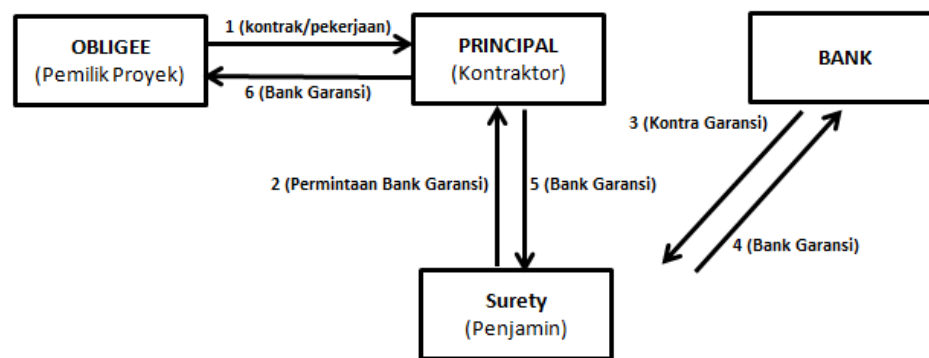 1 (kontrak/pekerjaan)
OBLIGEE
(Pemilik Proyek)
PRINCIPAL
(Kontraktor)
BANK
6 (Bank Garansi)
3 (Kontra Garansi)
2 (Permintaan Bank Garansi)
5 (Bank Garansi)
4 (Bank Garansi)
Surety
(Penjamin)